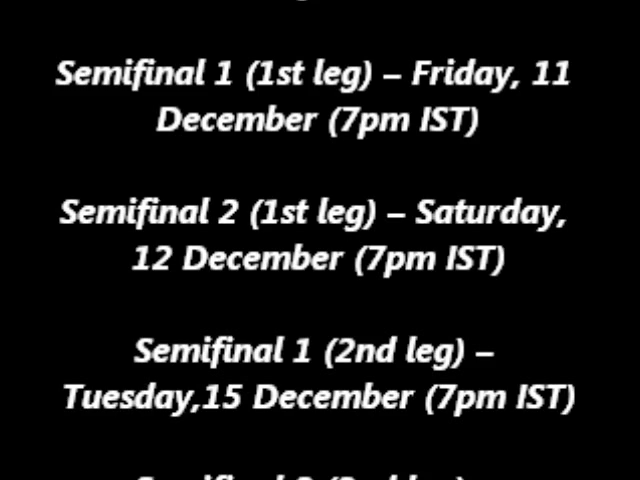 Semifinal 1 (1st leg) – Friday, 11
December (7pm IST)
Semifinal 2 (1st leg) – Saturday,
12 December (7pm IST)
Semifinal 1 (2nd leg) –
Tuesday,15 December (7pm IST)